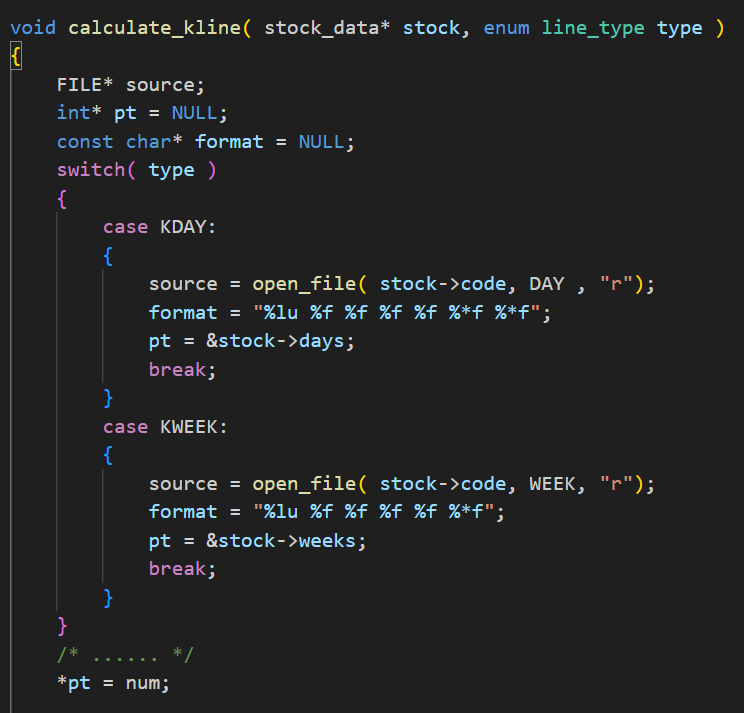 void calculate_kline( stock_data* stock, enum line_type type )
{
    FILE* source;
    int* pt = NULL;
    const char* format = NULL;
    switch( type )
    {
        case KDAY:
        {
            source = open_file( stock->code, DAY , "r");
            format = "%lu %f %f %f %f %*f %*f";
            pt = &stock->days;
            break;
        }
        case KWEEK:
        {
            source = open_file( stock->code, WEEK, "r");
            format = "%lu %f %f %f %f %*f";
            pt = &stock->weeks;
            break;
        }
    }
    /* ...... */
    *pt = num;